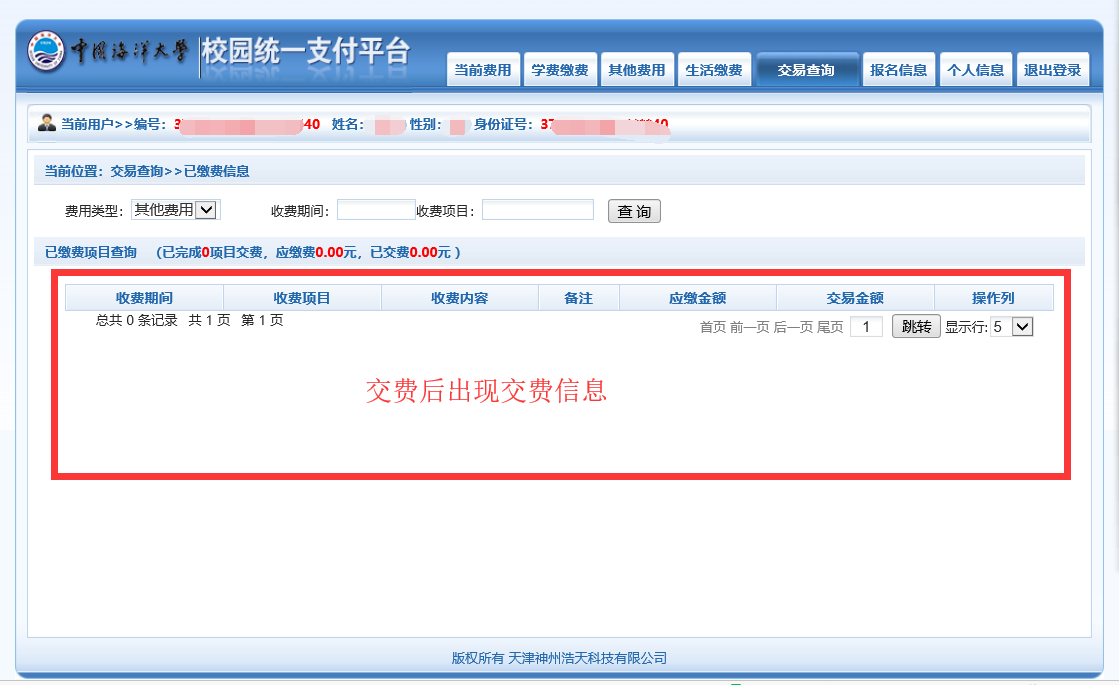 中国海洋大学 校园统一支付平台
当前费用 学费缴费 其他费用 生活缴费 交易查询 报名信息 个人信息 退出登录
当前用户>>编号: 3 40 姓名: 性别: 身份证号: 37
当前位置: 交易查询>>已缴费信息
费用类型: 其他费用 收费期间: 收费项目: 查 询
已缴费项目查询 (已完成0项目交费, 应缴费0.00元, 已交费0.00元 )
收费期间 收费项目 收费内容 备注 应缴金额 交易金额 操作列
总共 0 条记录 共 1 页 第 1 页
首页 前一页 后一页 尾页 1 跳转 显示行: 5
交费后出现交费信息
版权所有 天津神州浩天科技有限公司